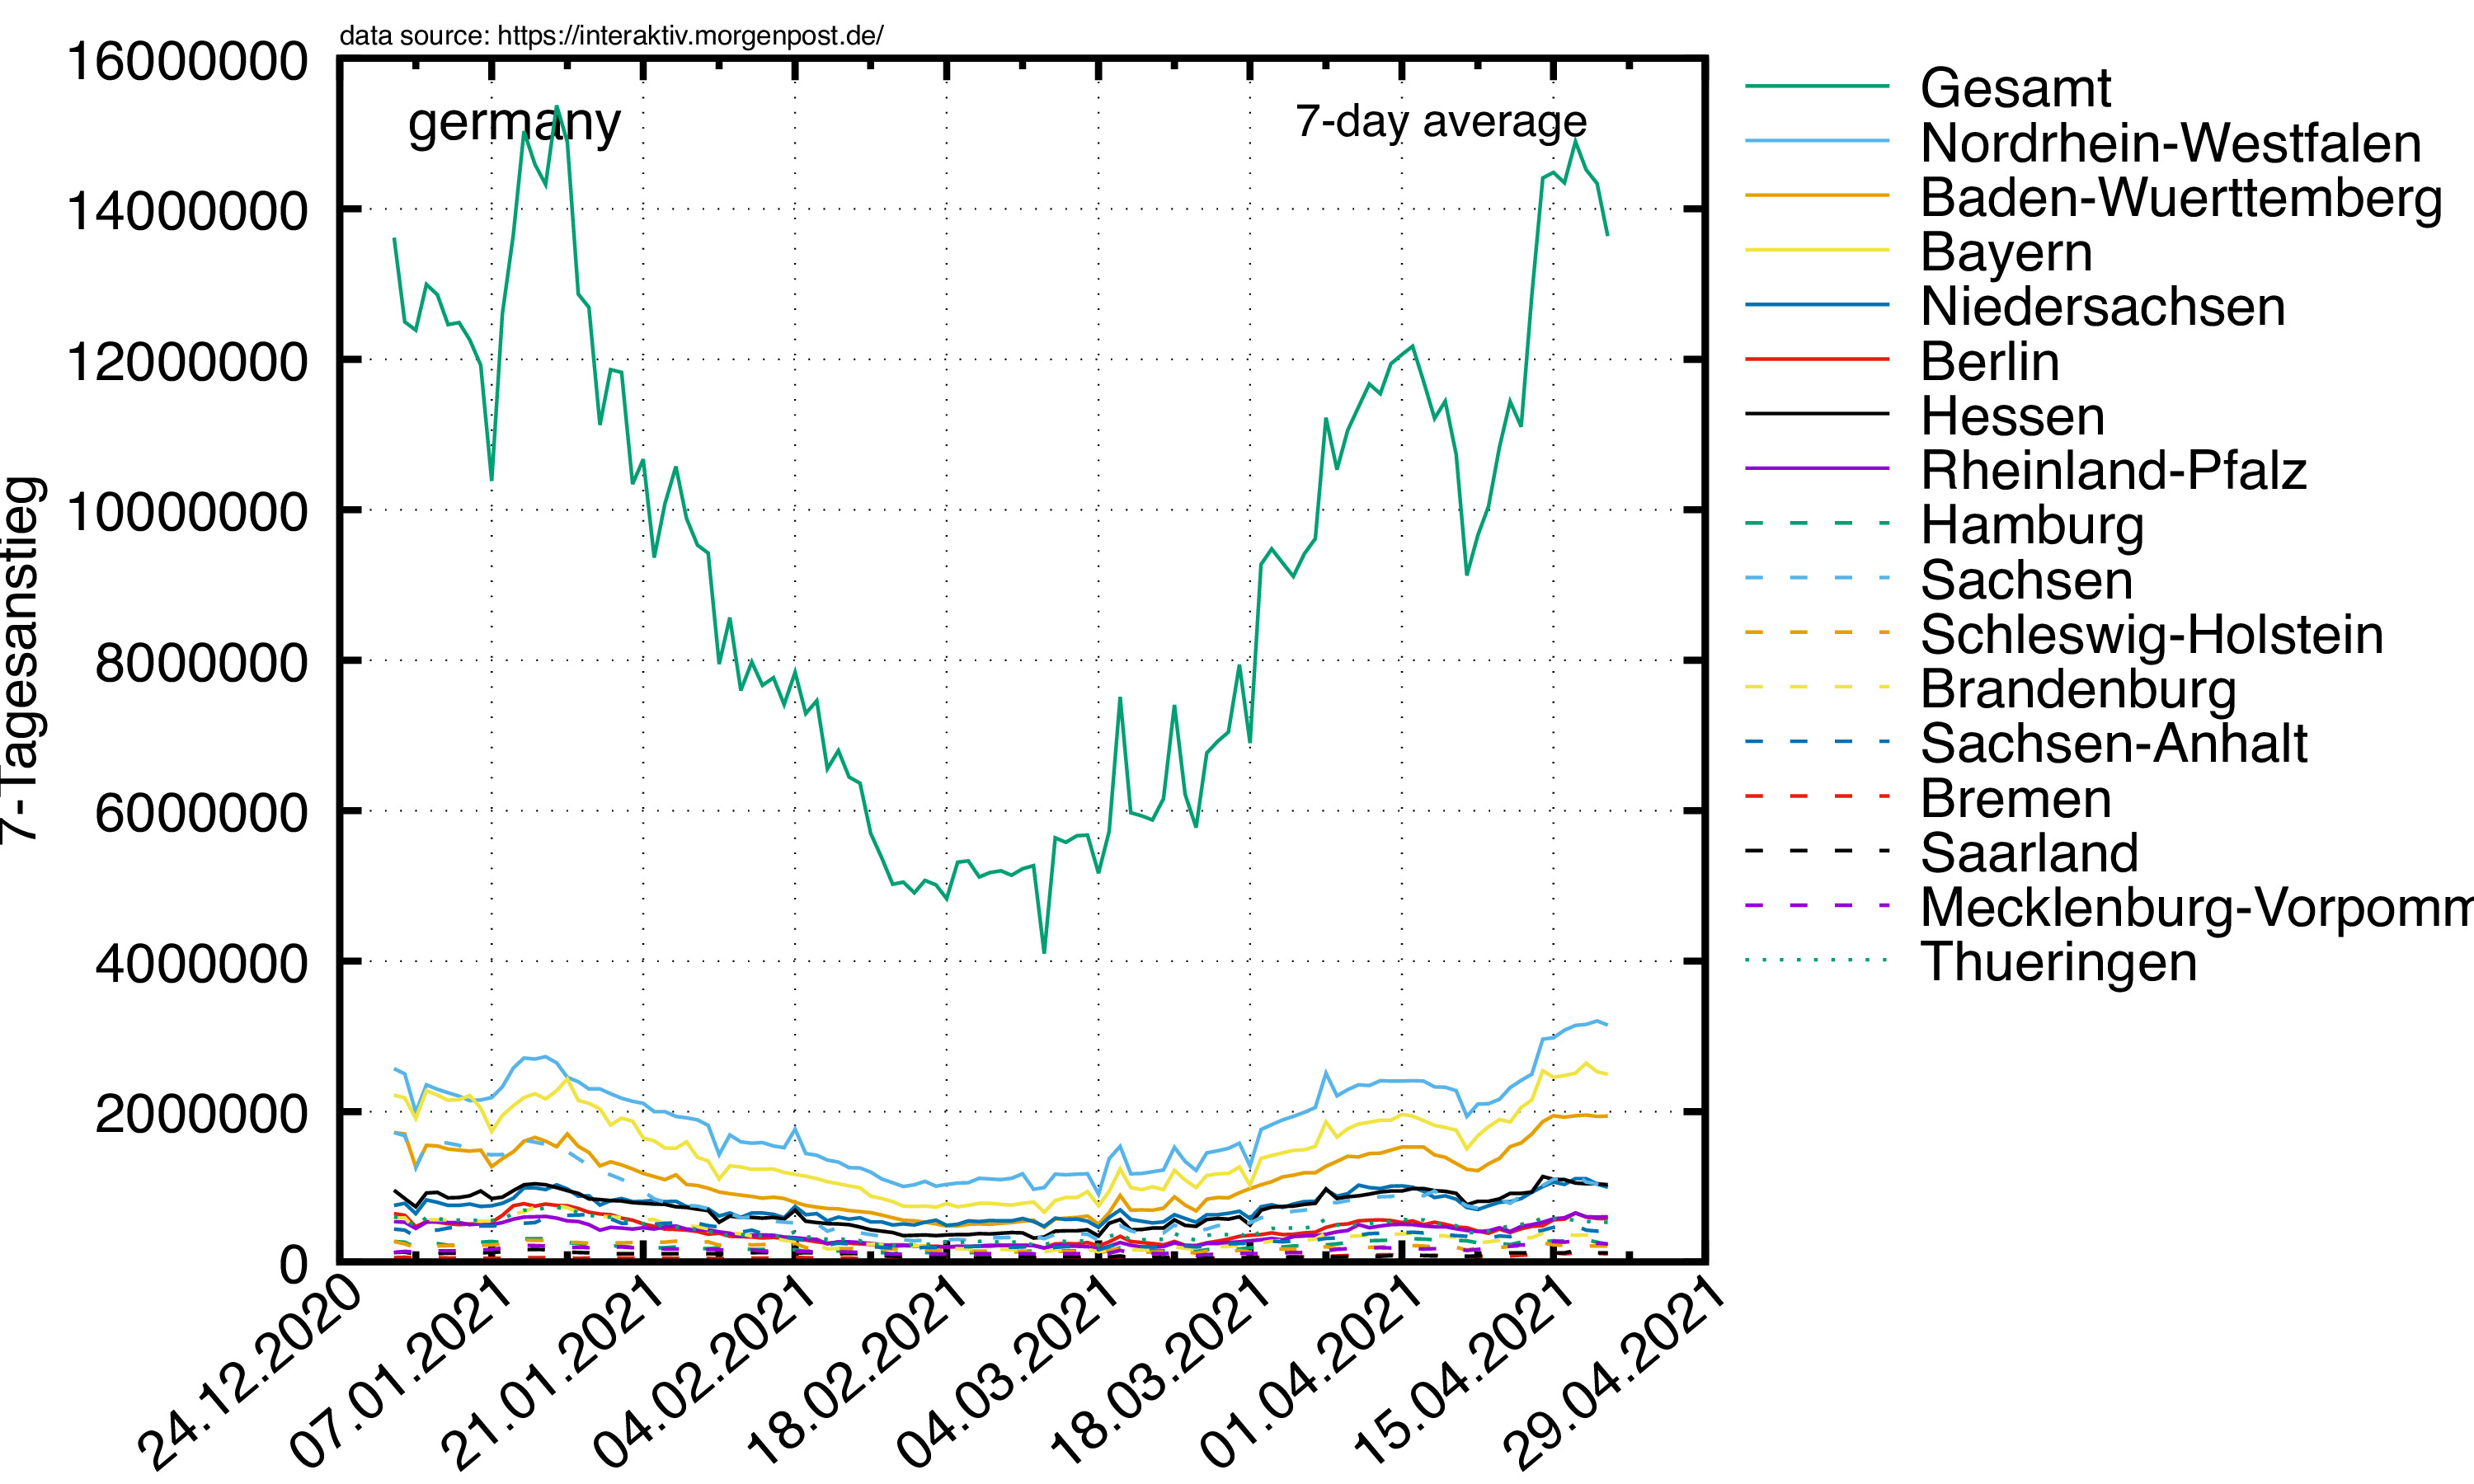 data source: https://interaktiv.morgenpost.de/
germany
7-day average
7-Tagesanstieg
16000000
14000000
12000000
10000000
8000000
6000000
4000000
2000000
0
24.12.2020
07.01.2021
21.01.2021
04.02.2021
18.02.2021
04.03.2021
18.03.2021
01.04.2021
15.04.2021
29.04.2021
Gesamt
Nordrhein-Westfalen
Baden-Wuerttemberg
Bayern
Niedersachsen
Berlin
Hessen
Rheinland-Pfalz
Hamburg
Sachsen
Schleswig-Holstein
Brandenburg
Sachsen-Anhalt
Bremen
Saarland
Mecklenburg-Vorpomm
Thueringen